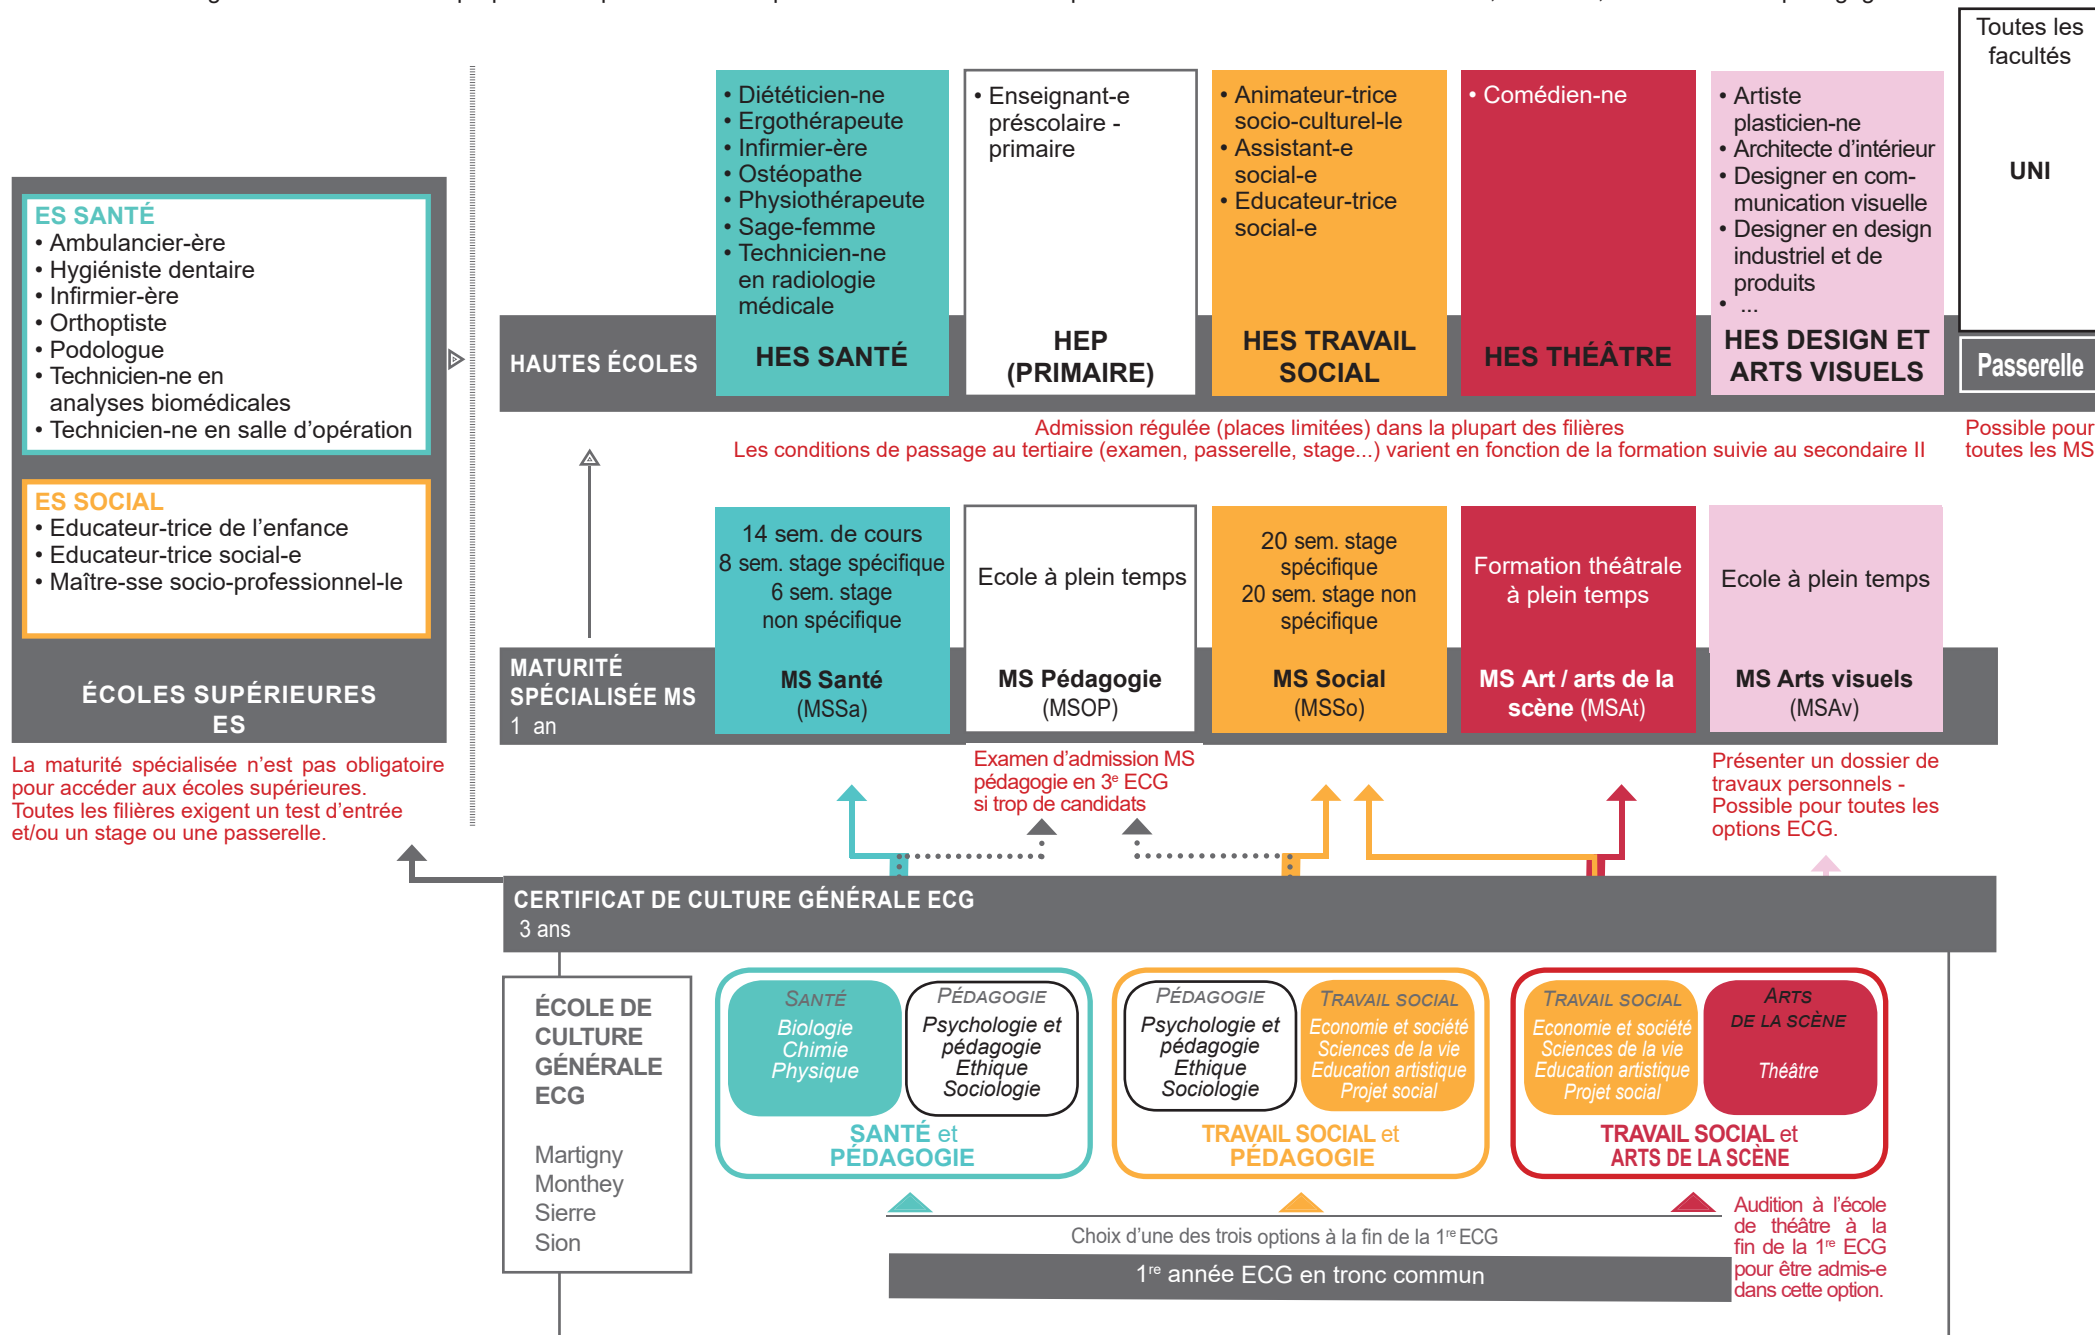 Toutes les
facultés
UNI
Passerelle
Possible pour
toutes les MS
• Diététicien-ne
• Ergothérapeute
• Infirmier-ère
• Ostéopathe
• Physiothérapeute
• Sage-femme
• Technicien-ne
en radiologie
médicale
HES SANTÉ
• Enseignant-e
préscolaire -
primaire
HEP
(PRIMAIRE)
• Animateur-trice
socio-culturel-le
• Assistant-e
social-e
• Educateur-trice
social-e
HES TRAVAIL
SOCIAL
• Comédien-ne
HES THÉÂTRE
• Artiste
plasticien-ne
• Architecte d'intérieur
• Designer en com-
munication visuelle
• Designer en design
industriel et de
produits
• ...
HES DESIGN ET
ARTS VISUELS
HAUTES ÉCOLES
Admission régulée (places limitées) dans la plupart des filières
Les conditions de passage au tertiaire (examen, passerelle, stage...) varient en fonction de la formation suivie au secondaire II
ES SANTÉ
• Ambulancier-ère
• Hygiéniste dentaire
• Infirmier-ère
• Orthoptiste
• Podologue
• Technicien-ne en
analyses biomédicales
• Technicien-ne en salle d'opération
ES SOCIAL
• Educateur-trice de l'enfance
• Educateur-trice social-e
• Maître-sse socio-professionnel-le
ÉCOLES SUPÉRIEURES
ES
La maturité spécialisée n'est pas obligatoire
pour accéder aux écoles supérieures.
Toutes les filières exigent un test d'entrée
et/ou un stage ou une passerelle.
MATURITÉ
SPÉCIALISÉE MS
1 an
14 sem. de cours
8 sem. stage spécifique
6 sem. stage
non spécifique
MS Santé
(MSSa)
Ecole à plein temps
MS Pédagogie
(MSOP)
20 sem. stage
spécifique
20 sem. stage non
spécifique
MS Social
(MSSo)
Formation théâtrale
à plein temps
MS Art / arts de la
scène (MSAt)
Ecole à plein temps
MS Arts visuels
(MSAv)
Examen d'admission MS
pédagogie en 3e ECG
si trop de candidats
Présenter un dossier de
travaux personnels -
Possible pour toutes les
options ECG.
CERTIFICAT DE CULTURE GÉNÉRALE ECG
3 ans
ÉCOLE DE
CULTURE
GÉNÉRALE
ECG
Martigny
Monthey
Sierre
Sion
SANTÉ
Biologie
Chimie
Physique
PÉDAGOGIE
Psychologie et
pédagogie
Ethique
Sociologie
SANTÉ et
PÉDAGOGIE
PÉDAGOGIE
Psychologie et
pédagogie
Ethique
Sociologie
TRAVAIL SOCIAL
Economie et société
Sciences de la vie
Education artistique
Projet social
TRAVAIL SOCIAL et
PÉDAGOGIE
TRAVAIL SOCIAL
Economie et société
Sciences de la vie
Education artistique
Projet social
ARTS
DE LA SCÈNE
Théâtre
TRAVAIL SOCIAL et
ARTS DE LA SCÈNE
Choix d'une des trois options à la fin de la 1re ECG
1re année ECG en tronc commun
Audition à l'école
de théâtre à la
fin de la 1re ECG
pour être admis-e
dans cette option.